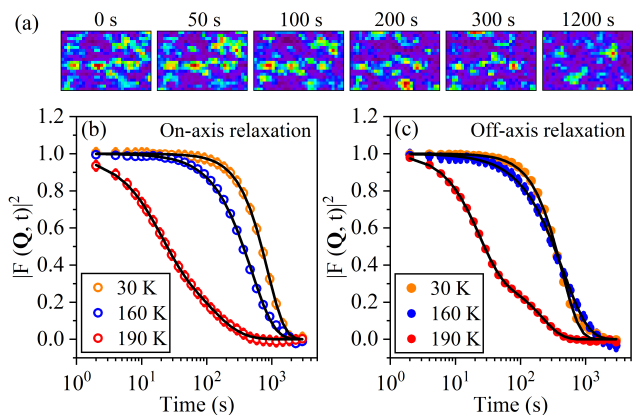 (a)
0 s 50 s 100 s 200 s 300 s 1200 s
(b) On-axis relaxation
|F (Q, t)|²
1.2
1.0
0.8
0.6
0.4
0.2
0.0
30 K
160 K
190 K
10⁰ 10¹ 10² 10³
Time (s)
(c) Off-axis relaxation
|F (Q, t)|²
1.2
1.0
0.8
0.6
0.4
0.2
0.0
30 K
160 K
190 K
10⁰ 10¹ 10² 10³
Time (s)